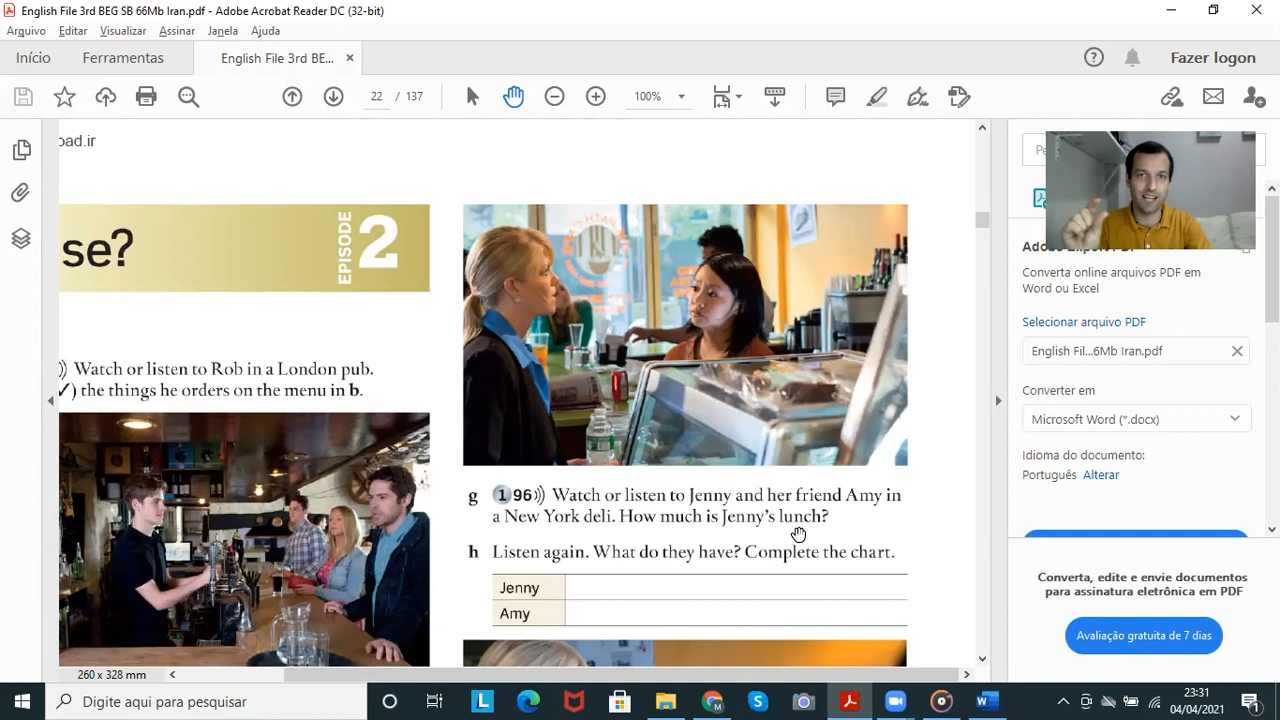 English File 3rd BEG SB 66Mb Iran.pdf - Adobe Acrobat Reader DC (32-bit)
Arquivo Editar Visualizar Assinar Janela Ajuda
Início Ferramentas English File 3rd BE... × Fazer logon
22 / 137 100%
oad.ir
se?
EPISODE 2
)) Watch or listen to Rob in a London pub.
✓) the things he orders on the menu in b.
g 1 96)) Watch or listen to Jenny and her friend Amy in
a New York deli. How much is Jenny's lunch?
h Listen again. What do they have? Complete the chart.
Jenny
Amy
260 x 328 mm
Converta online arquivos PDF em
Word ou Excel
Selecionar arquivo PDF
English Fil...6Mb Iran.pdf
Converter em
Microsoft Word (*.docx)
Idioma do documento:
Português Alterar
Converta, edite e envie documentos
para assinatura eletrônica em PDF
Avaliação gratuita de 7 dias
Digite aqui para pesquisar
23:31
04/04/2021